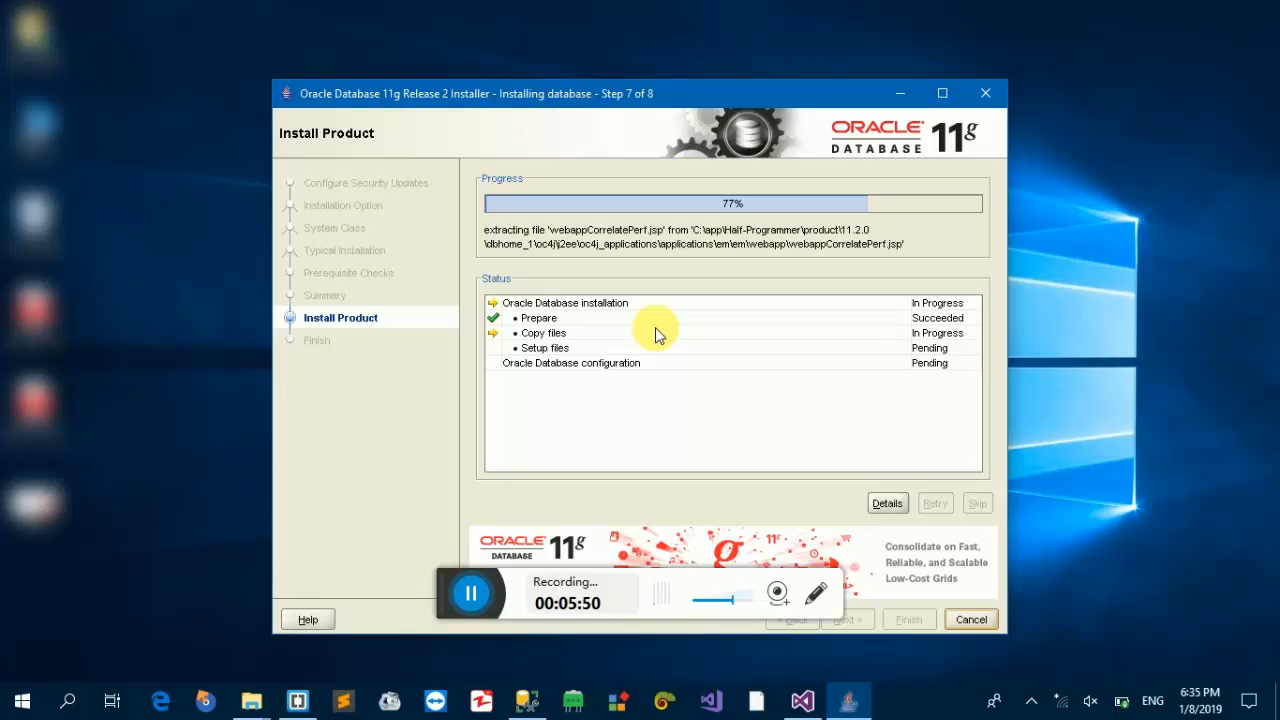 Oracle Database 11g Release 2 Installer - Installing database - Step 7 of 8
Install Product
ORACLE
DATABASE
11g
Configure Security Updates
Installation Option
System Class
Typical Installation
Prerequisite Checks
Summary
Install Product
Finish
Progress
77%
extracting file 'webappCorrelatePerf.jsp' from 'C:\app\Half-Programmer\product\11.2.0
\dbhome_1\oc4j\j2ee\oc4j_applications\applications\em\em\webapp\webappCorrelatePerf.jsp'
Status
Oracle Database installation In Progress
• Prepare Succeeded
• Copy files In Progress
• Setup files Pending
Oracle Database configuration Pending
Details Retry Skip
ORACLE
DATABASE
11g
g
11g
Consolidate on Fast,
Reliable, and Scalable
Low-Cost Grids
Recording...
00:05:50
Help
< Back Next > Finish Cancel
ENG
6:35 PM
1/8/2019